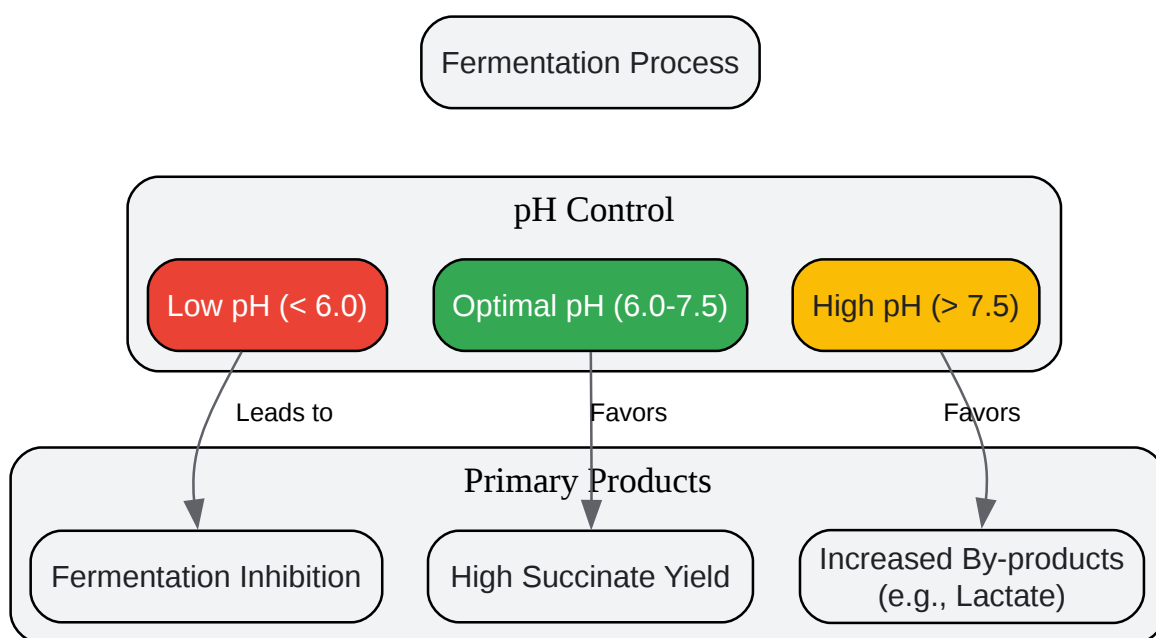 Fermentation Process
pH Control
Low pH (< 6.0)
Optimal pH (6.0-7.5)
High pH (> 7.5)
Leads to
Favors
Favors
Primary Products
Fermentation Inhibition
High Succinate Yield
Increased By-products
(e.g., Lactate)